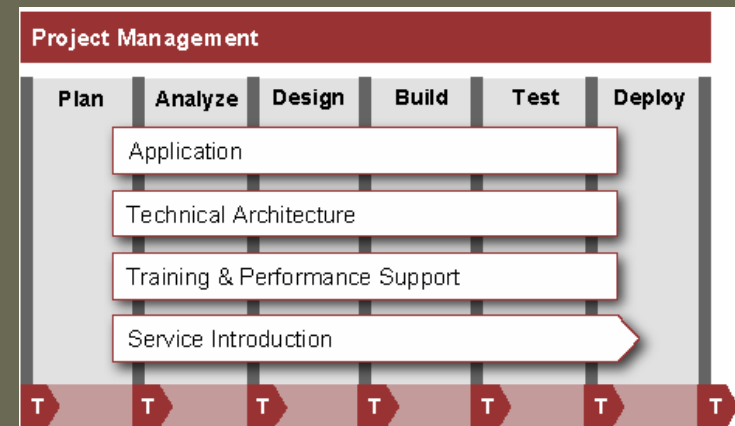 Project Management
Plan Analyze Design Build Test Deploy
Application
Technical Architecture
Training & Performance Support
Service Introduction
T T T T T T T